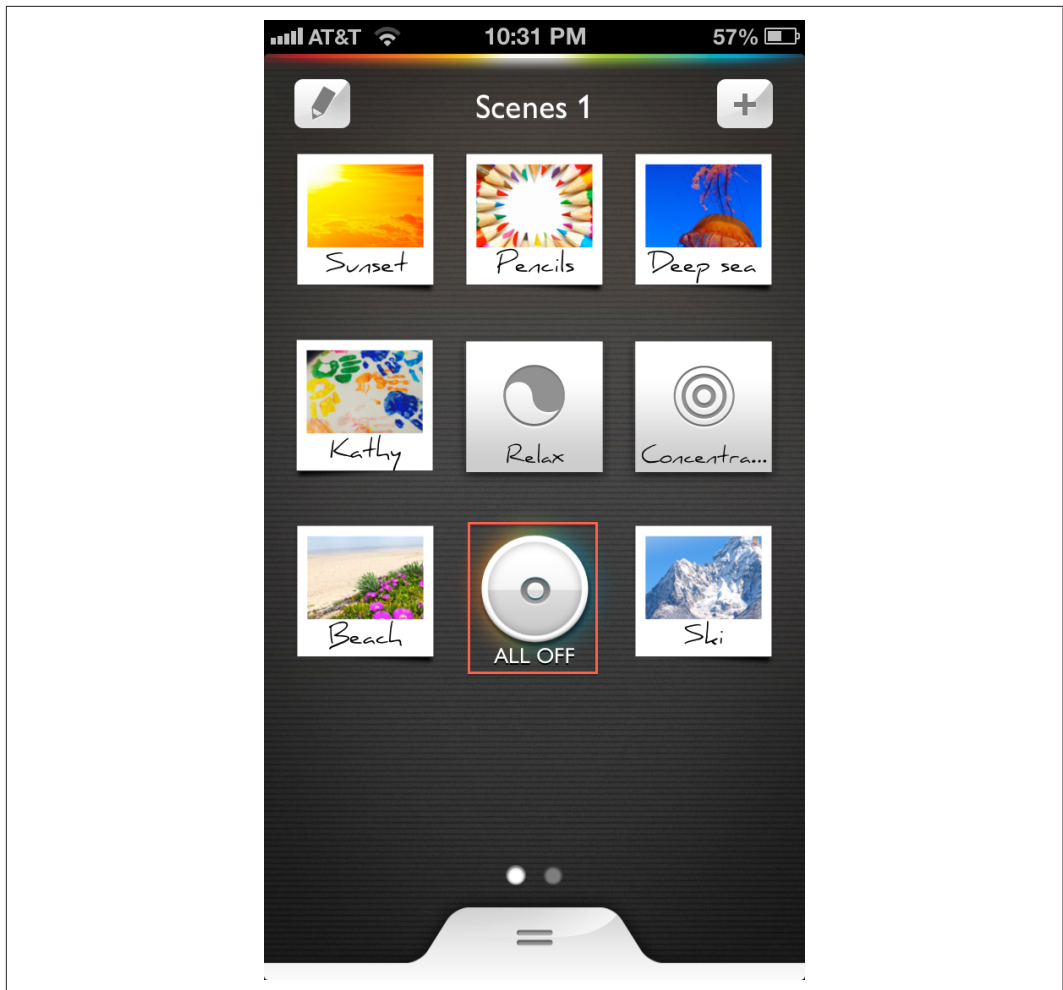 AT&T 10:31 PM 57%
Scenes 1
+
Sunset Pencils Deep sea
Kathy Relax Concentra...
Beach ALL OFF Ski